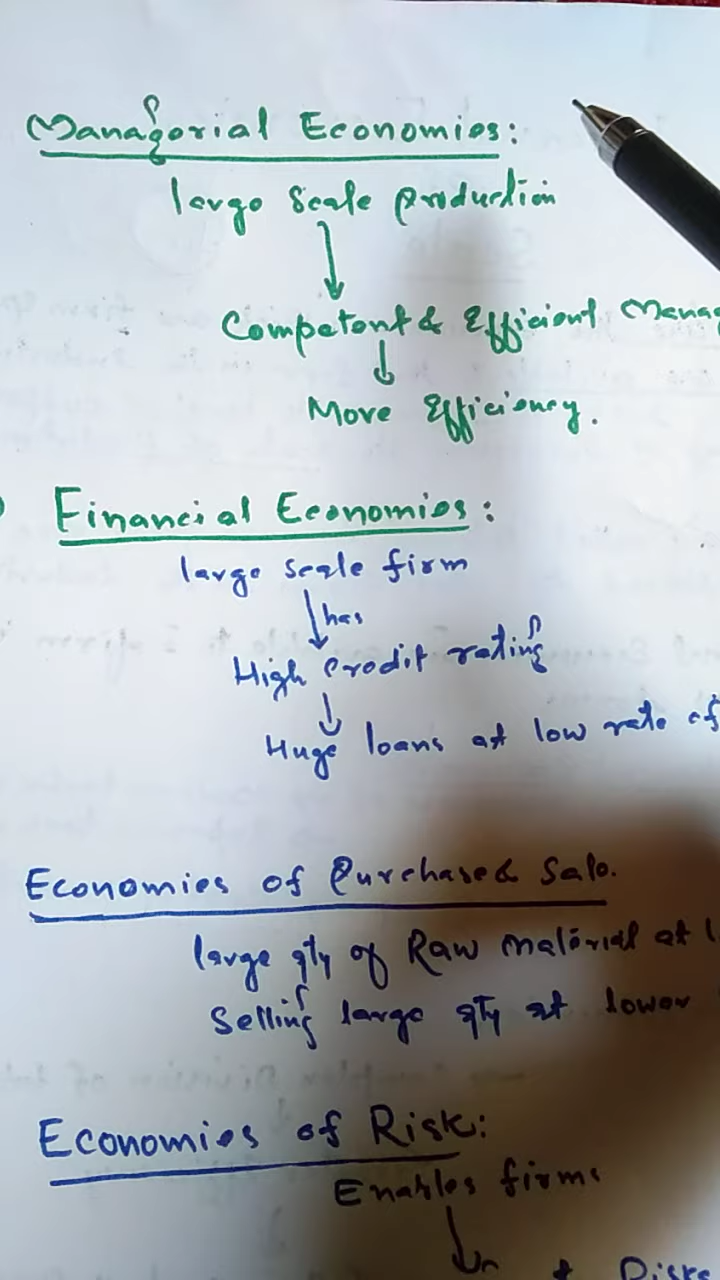 Managerial Economies:
large scale production
Competent & Efficient Manag
More Efficiency.
Financial Economies:
large scale firm
has
High credit rating
Huge loans at low rate of
Economies of Purchase & Sale.
large qty of Raw material at
Selling large qty at lower
Economies of Risk:
Enables firms